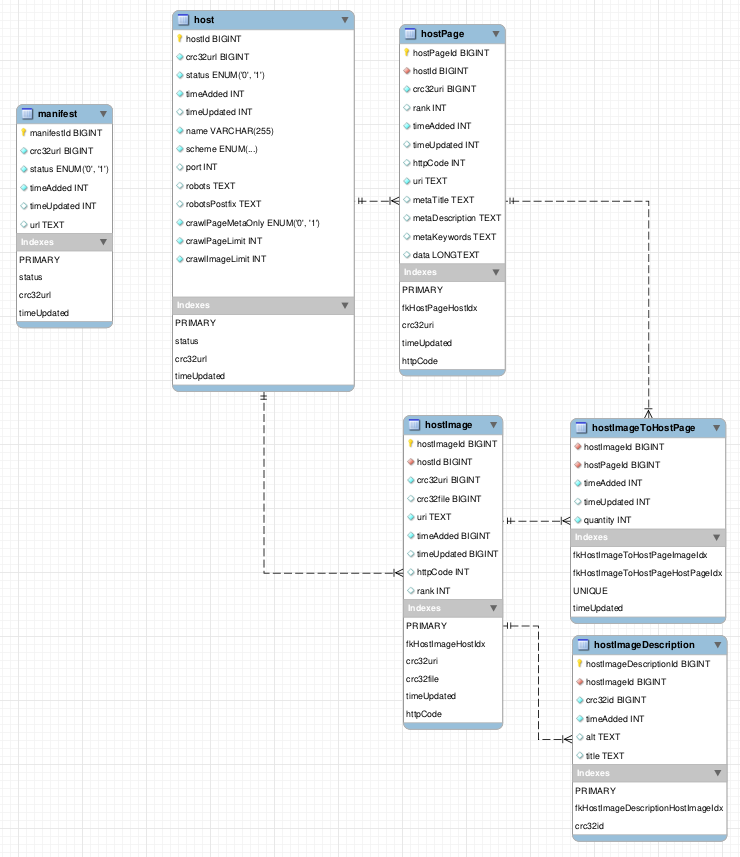 manifest
manifestId BIGINT
crc32url BIGINT
status ENUM('0', '1')
timeAdded INT
timeUpdated INT
url TEXT
Indexes
PRIMARY
status
crc32url
timeUpdated
host
hostId BIGINT
crc32url BIGINT
status ENUM('0', '1')
timeAdded INT
timeUpdated INT
name VARCHAR(255)
scheme ENUM(...)
port INT
robots TEXT
robotsPostfix TEXT
crawlPageMetaOnly ENUM('0', '1')
crawlPageLimit INT
crawlImageLimit INT
Indexes
PRIMARY
status
crc32url
timeUpdated
hostPage
hostPageId BIGINT
hostId BIGINT
crc32uri BIGINT
rank INT
timeAdded INT
timeUpdated INT
httpCode INT
uri TEXT
metaTitle TEXT
metaDescription TEXT
metaKeywords TEXT
data LONGTEXT
Indexes
PRIMARY
fkHostPageHostIdx
crc32uri
timeUpdated
httpCode
hostImage
hostImageId BIGINT
hostId BIGINT
crc32uri BIGINT
crc32file BIGINT
uri TEXT
timeAdded BIGINT
timeUpdated BIGINT
httpCode INT
rank INT
Indexes
PRIMARY
fkHostImageHostIdx
crc32uri
crc32file
timeUpdated
httpCode
hostImageToHostPage
hostImageId BIGINT
hostPageId BIGINT
timeAdded INT
timeUpdated INT
quantity INT
Indexes
fkHostImageToHostPageImageIdx
fkHostImageToHostPageHostPageIdx
UNIQUE
timeUpdated
hostImageDescription
hostImageDescriptionId BIGINT
hostImageId BIGINT
crc32id BIGINT
timeAdded INT
alt TEXT
title TEXT
Indexes
PRIMARY
fkHostImageDescriptionHostImageIdx
crc32id